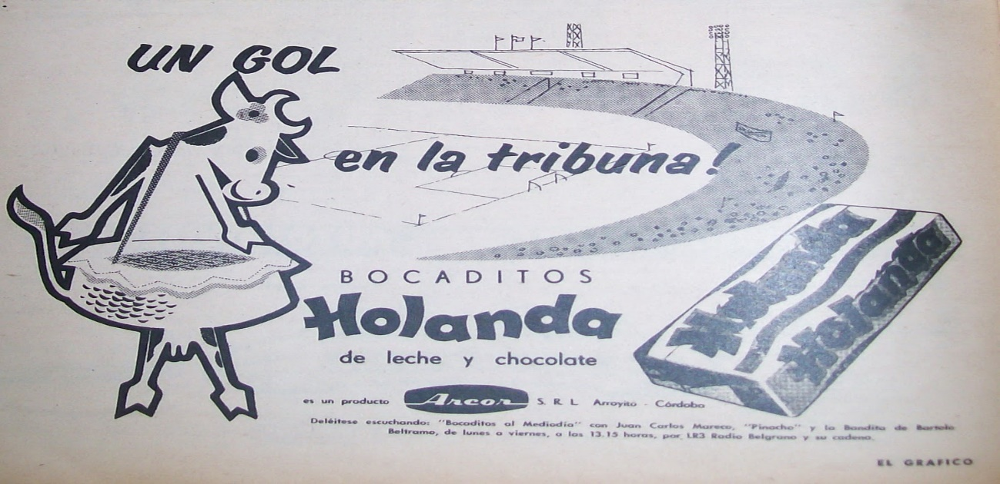 UN GOL
en la tribuna!
BOCADITOS
Holanda
de leche y chocolate
Holanda
Holanda
es un producto Arcor S. R. L. Arroyito - Córdoba
Deléitese escuchando: "Bocaditos al Mediodía" con Juan Carlos Mareco, "Pinocho" y la Bandita de Bartolo
Beltramo, de lunes a viernes, a las 13.15 horas, por LR3 Radio Belgrano y su cadena.
EL GRAFICO